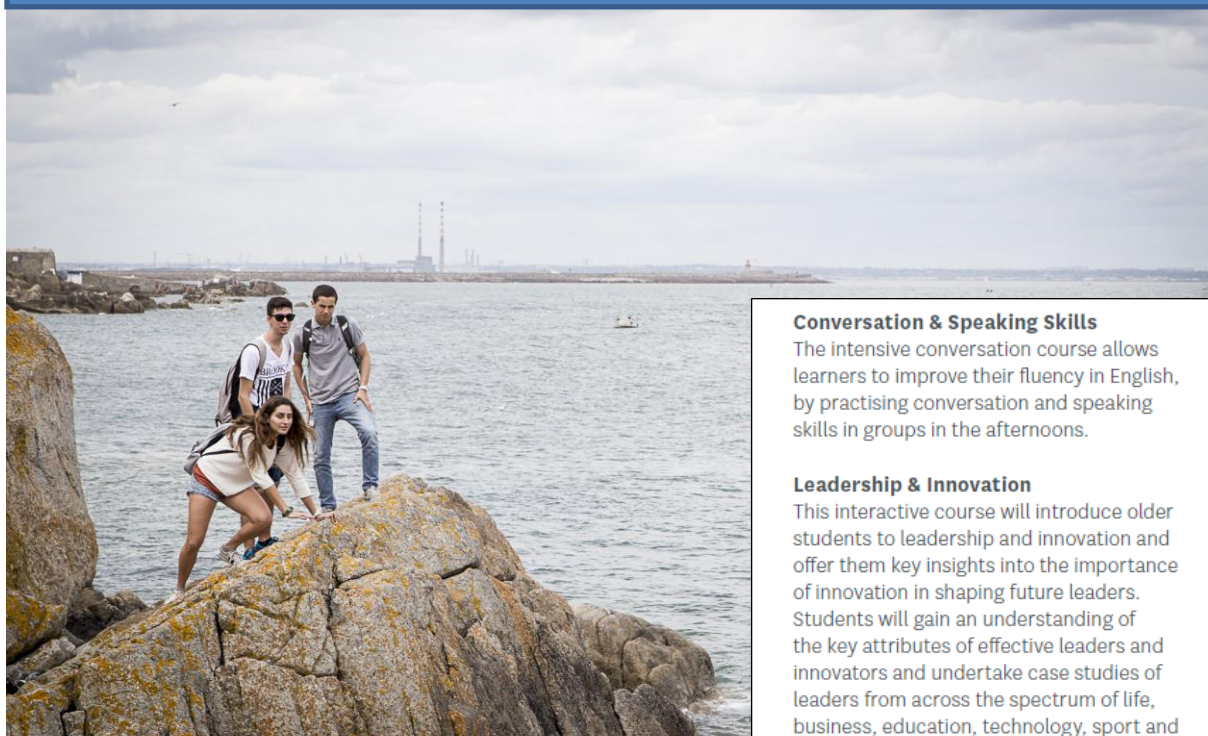 Conversation & Speaking Skills
The intensive conversation course allows
learners to improve their fluency in English,
by practising conversation and speaking
skills in groups in the afternoons.
Leadership & Innovation
This interactive course will introduce older
students to leadership and innovation and
offer them key insights into the importance
of innovation in shaping future leaders.
Students will gain an understanding of
the key attributes of effective leaders and
innovators and undertake case studies of
leaders from across the spectrum of life,
business, education, technology, sport and